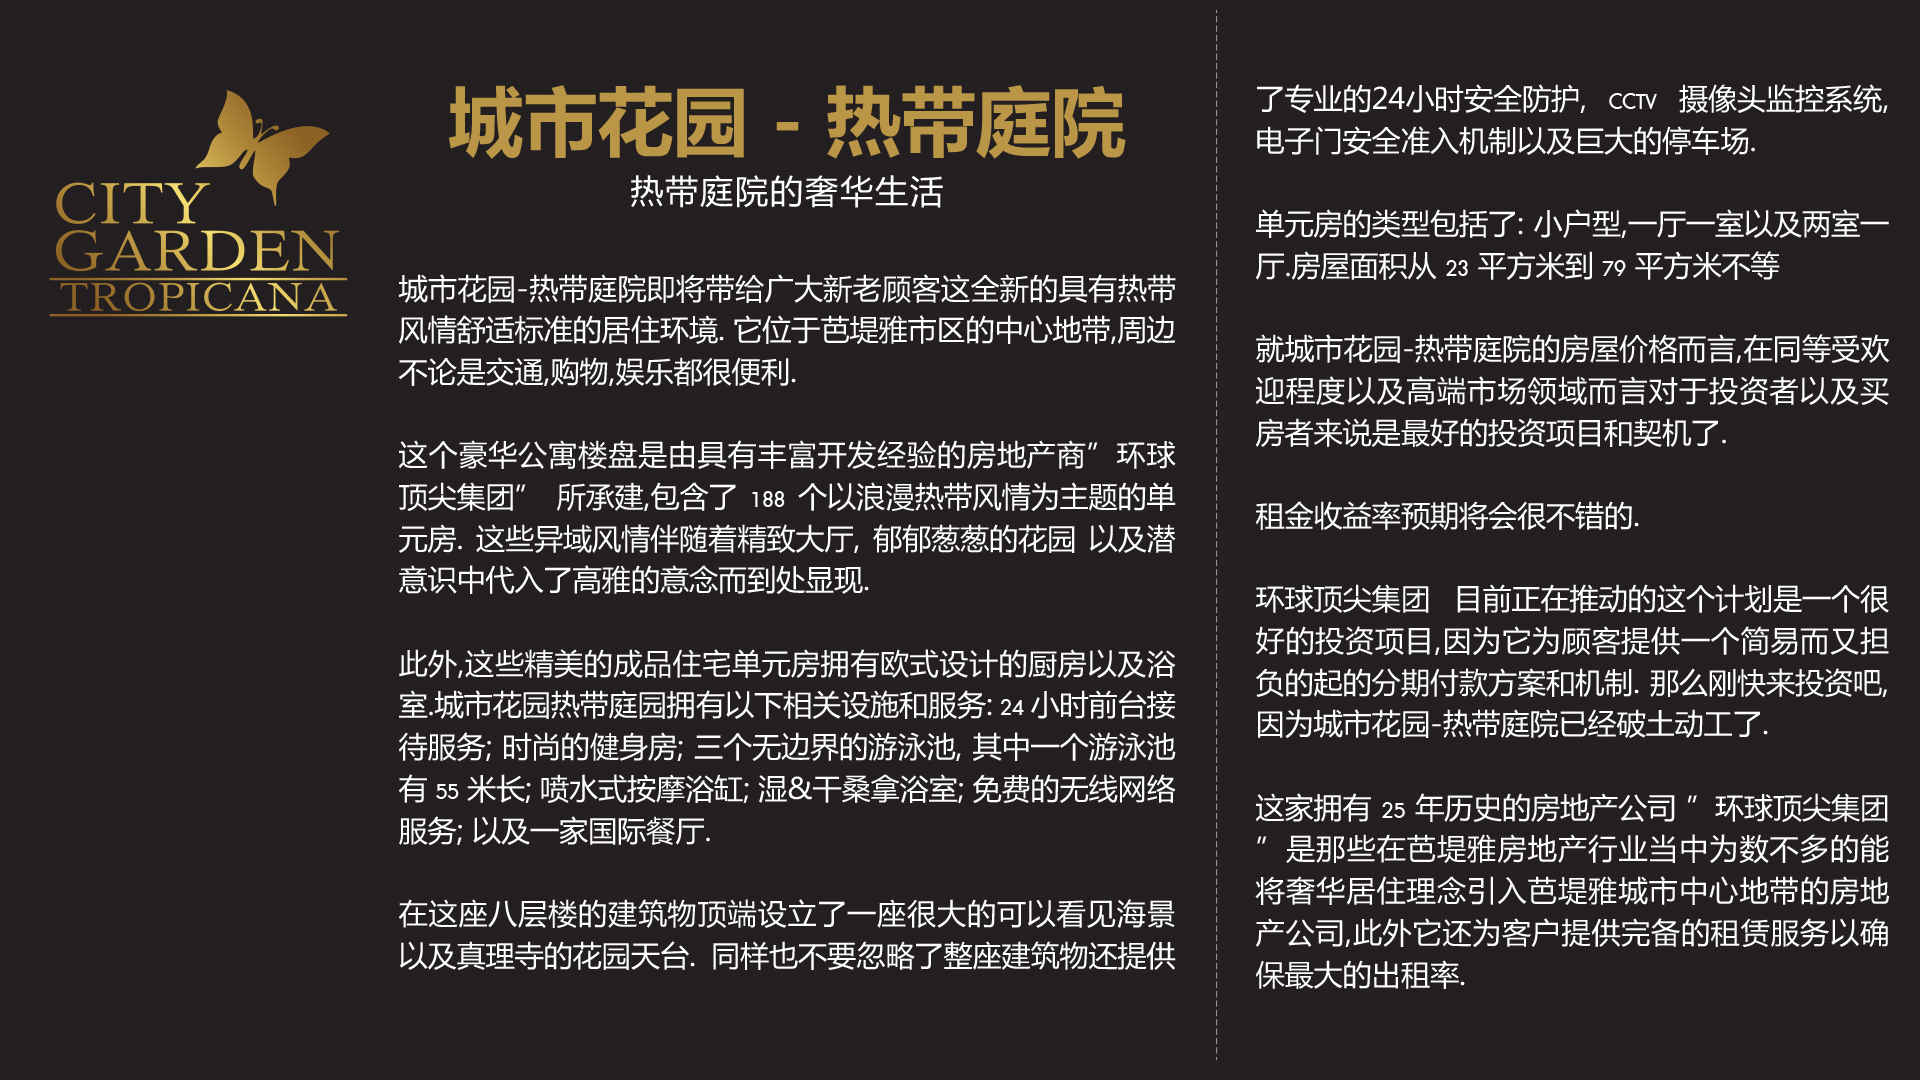 CITY
GARDEN
TROPICANA
城市花园 - 热带庭院
热带庭院的奢华生活
城市花园-热带庭院即将带给广大新老顾客这全新的具有热带
风情舒适标准的居住环境. 它位于芭堤雅市区的中心地带,周边
不论是交通,购物,娱乐都很便利.
这个豪华公寓楼盘是由具有丰富开发经验的房地产商” 环球
顶尖集团” 所承建,包含了 188 个以浪漫热带风情为主题的单
元房. 这些异域风情伴随着精致大厅, 郁郁葱葱的花园 以及潜
意识中代入了高雅的意念而到处显现.
此外,这些精美的成品住宅单元房拥有欧式设计的厨房以及浴
室.城市花园热带庭园拥有以下相关设施和服务: 24 小时前台接
待服务; 时尚的健身房; 三个无边界的游泳池, 其中一个游泳池
有 55 米长; 喷水式按摩浴缸; 湿&干桑拿浴室; 免费的无线网络
服务; 以及一家国际餐厅.
在这座八层楼的建筑物顶端设立了一座很大的可以看见海景
以及真理寺的花园天台. 同样也不要忽略了整座建筑物还提供
了专业的24小时安全防护, CCTV 摄像头监控系统,
电子门安全准入机制以及巨大的停车场.
单元房的类型包括了: 小户型,一厅一室以及两室一
厅.房屋面积从 23 平方米到 79 平方米不等
就城市花园-热带庭院的房屋价格而言,在同等受欢
迎程度以及高端市场领域而言对于投资者以及买
房者来说是最好的投资项目和契机了.
租金收益率预期将会很不错的.
环球顶尖集团 目前正在推动的这个计划是一个很
好的投资项目,因为它为顾客提供一个简易而又担
负的起的分期付款方案和机制. 那么刚快来投资吧,
因为城市花园-热带庭院已经破土动工了.
这家拥有 25 年历史的房地产公司 ” 环球顶尖集团
” 是那些在芭堤雅房地产行业当中为数不多的能
将奢华居住理念引入芭堤雅城市中心地带的房地
产公司,此外它还为客户提供完备的租赁服务以确
保最大的出租率.